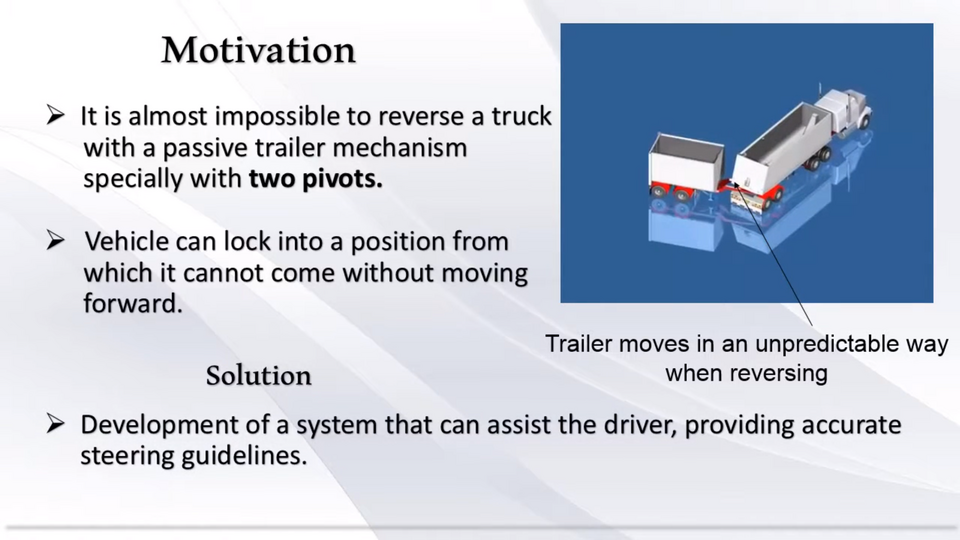 Motivation
➢ It is almost impossible to reverse a truck
with a passive trailer mechanism
specially with two pivots.
➢ Vehicle can lock into a position from
which it cannot come without moving
forward.
Trailer moves in an unpredictable way
when reversing
Solution
➢ Development of a system that can assist the driver, providing accurate
steering guidelines.